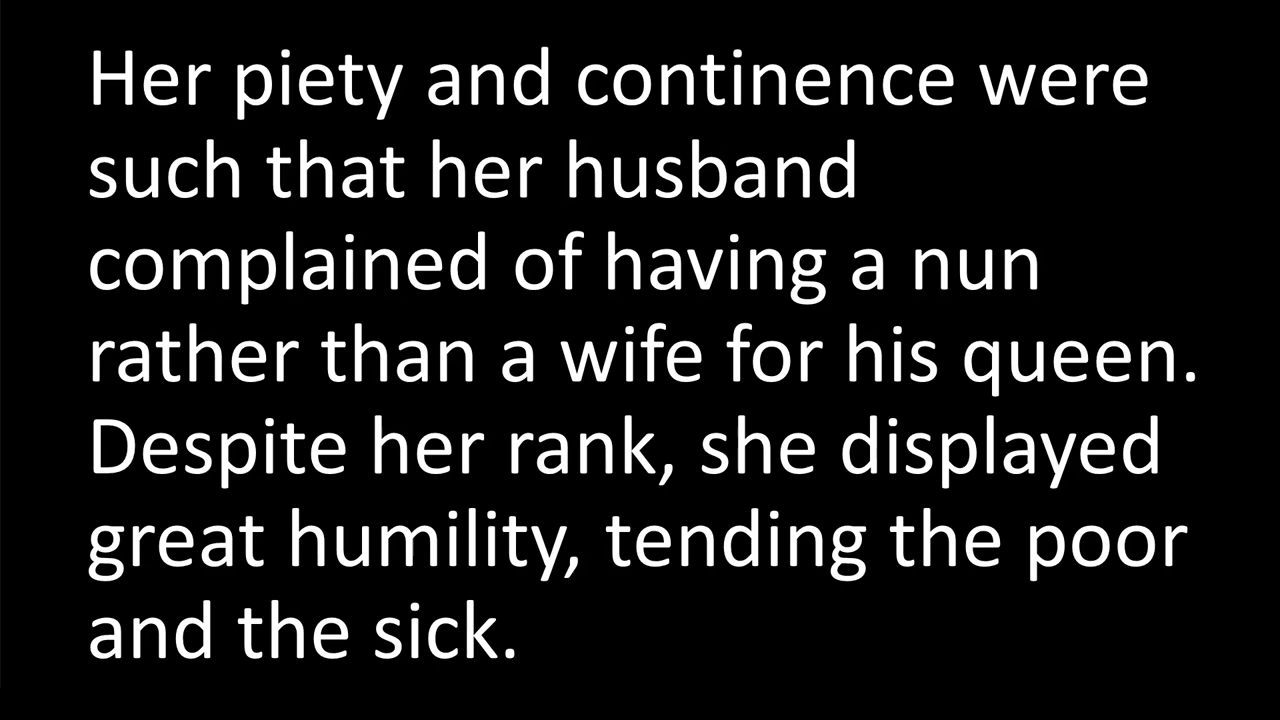 Her piety and continence were
such that her husband
complained of having a nun
rather than a wife for his queen.
Despite her rank, she displayed
great humility, tending the poor
and the sick.